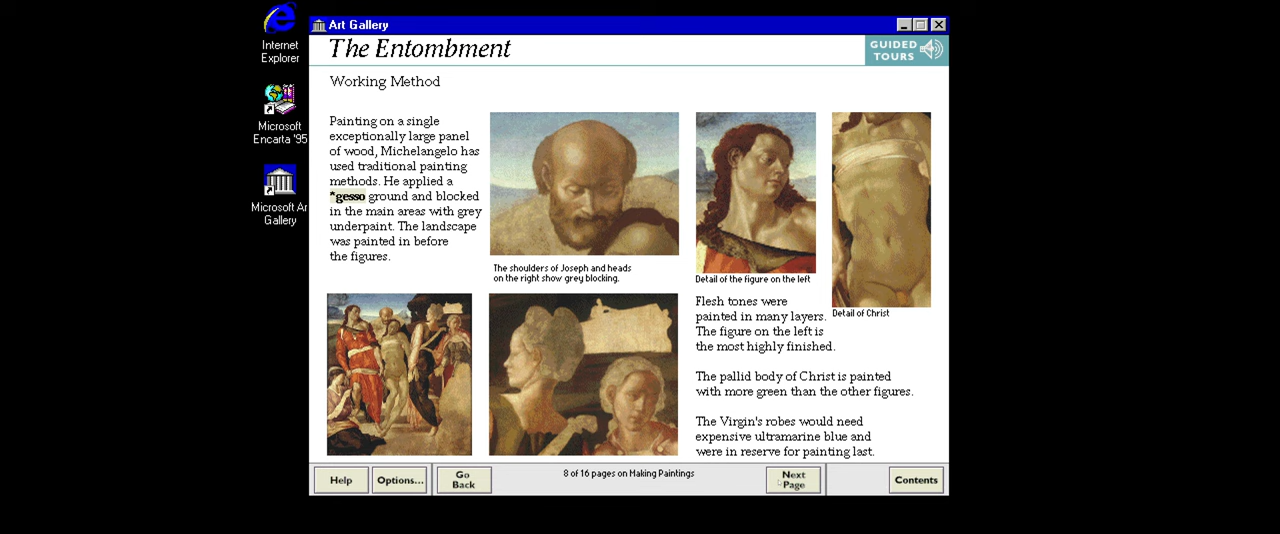 Internet
Explorer
Microsoft
Encarta '95
Microsoft Ar
Gallery
Art Gallery
The Entombment
GUIDED
TOURS
Working Method
Painting on a single
exceptionally large panel
of wood, Michelangelo has
used traditional painting
methods. He applied a
*gesso ground and blocked
in the main areas with grey
underpaint. The landscape
was painted in before
the figures.
The shoulders of Joseph and heads
on the right show grey blocking.
Detail of the figure on the left
Detail of Christ
Flesh tones were
painted in many layers.
The figure on the left is
the most highly finished.
The pallid body of Christ is painted
with more green than the other figures.
The Virgin's robes would need
expensive ultramarine blue and
were in reserve for painting last.
Help
Options...
Go
Back
8 of 16 pages on Making Paintings
Next
Page
Contents